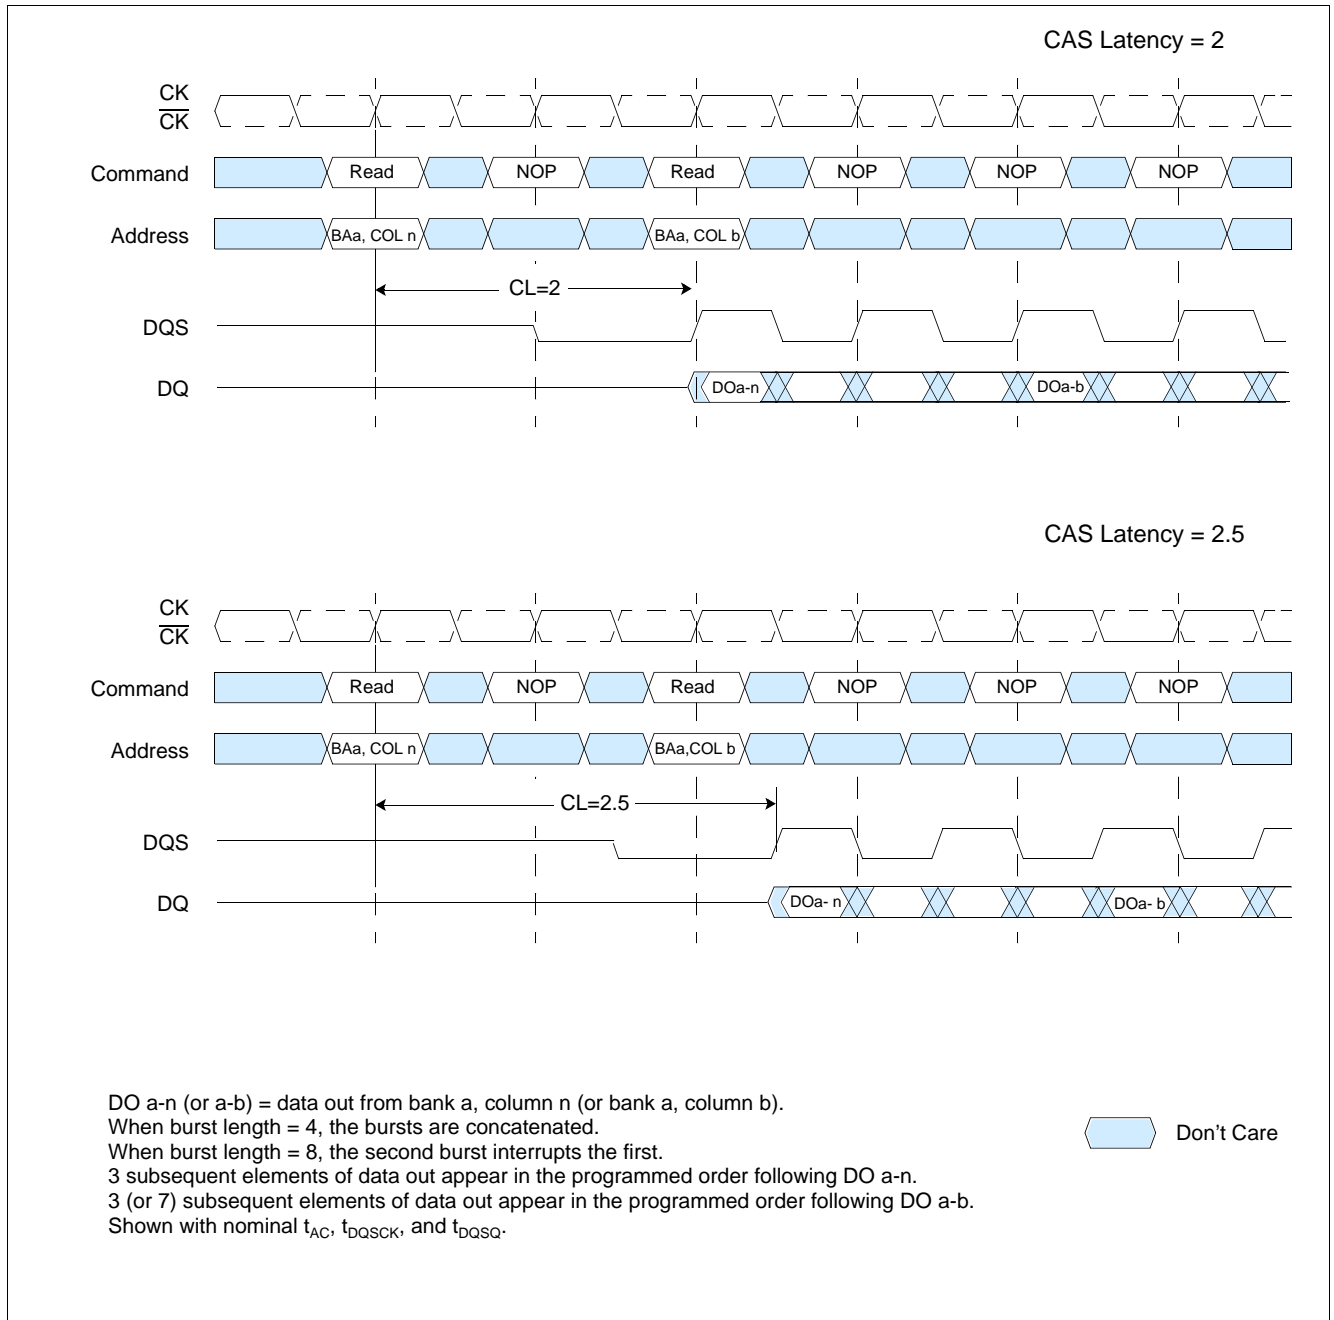 CAS Latency = 2
CK
CK
Command
Read
NOP
Read
NOP
NOP
NOP
Address
BAa, COL n
BAa, COL b
CL=2
DQS
DQ
DOa-n
DOa-b
CAS Latency = 2.5
CK
CK
Command
Read
NOP
Read
NOP
NOP
NOP
Address
BAa, COL n
BAa,COL b
CL=2.5
DQS
DQ
DOa- n
DOa- b
DO a-n (or a-b) = data out from bank a, column n (or bank a, column b).
When burst length = 4, the bursts are concatenated.
When burst length = 8, the second burst interrupts the first.
3 subsequent elements of data out appear in the programmed order following DO a-n.
3 (or 7) subsequent elements of data out appear in the programmed order following DO a-b.
Shown with nominal tAC, tDQSCK, and tDQSQ.
Don't Care